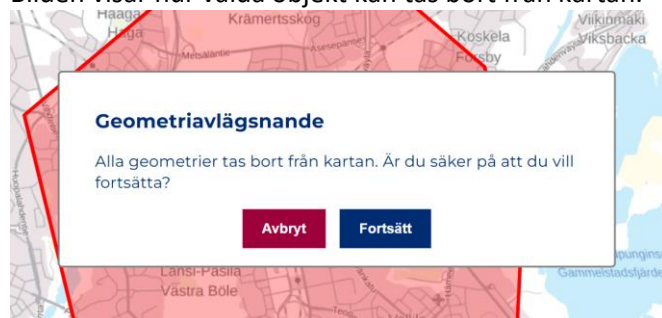 Bilden visar hur valda objekt kan tas bort från kartan.
Haaga
Haga
Krämertsskog
Metsäläntie
Asesepäntie
Koskela
Forsby
Viikinmäki
Viksbacka
Geometriavlägsnande
Alla geometrier tas bort från kartan. Är du säker på att du vill
fortsätta?
Avbryt
Fortsätt
Länsi-Pasila
Västra Böle
Gammelstadsfjärde